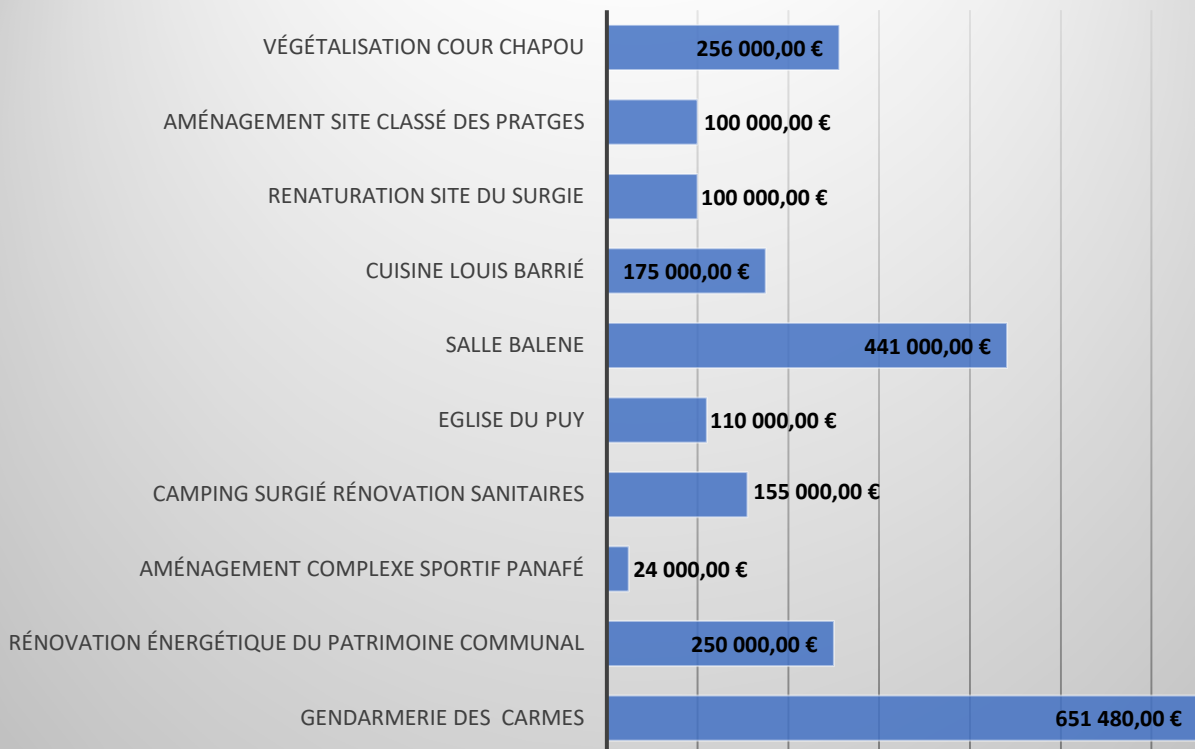 VÉGÉTALISATION COUR CHAPOU 256 000,00 €
AMÉNAGEMENT SITE CLASSÉ DES PRATGES 100 000,00 €
RENATURATION SITE DU SURGIE 100 000,00 €
CUISINE LOUIS BARRIÉ 175 000,00 €
SALLE BALENE 441 000,00 €
EGLISE DU PUY 110 000,00 €
CAMPING SURGIÉ RÉNOVATION SANITAIRES 155 000,00 €
AMÉNAGEMENT COMPLEXE SPORTIF PANAFÉ 24 000,00 €
RÉNOVATION ÉNERGÉTIQUE DU PATRIMOINE COMMUNAL 250 000,00 €
GENDARMERIE DES CARMES 651 480,00 €